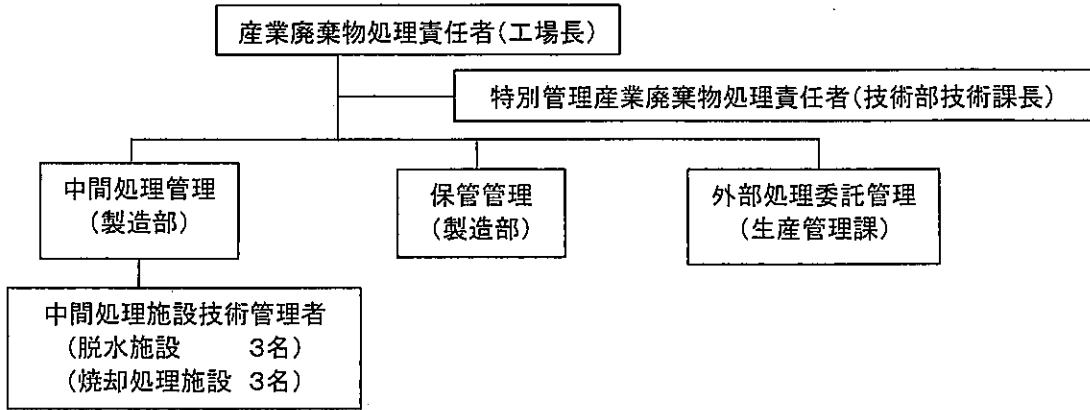 産業廃棄物処理責任者(工場長)
特別管理産業廃棄物処理責任者(技術部技術課長)
中間処理管理
(製造部)
保管管理
(製造部)
外部処理委託管理
(生産管理課)
中間処理施設技術管理者
(脱水施設　　　3名)
(焼却処理施設 3名)